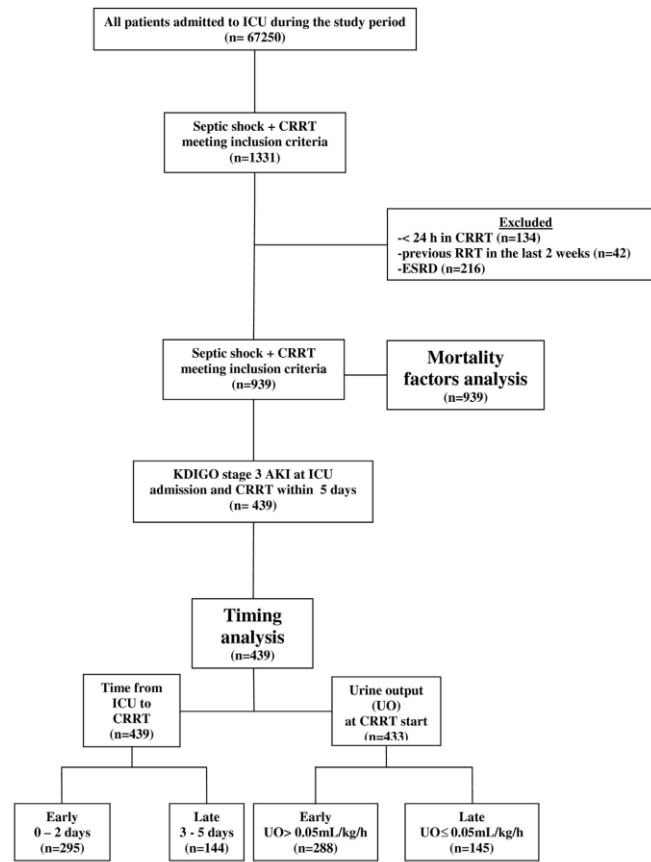 All patients admitted to ICU during the study period
(n= 67250)
Septic shock + CRRT
meeting inclusion criteria
(n=1331)
Excluded
-< 24 h in CRRT (n=134)
-previous RRT in the last 2 weeks (n=42)
-ESRD (n=216)
Septic shock + CRRT
meeting inclusion criteria
(n=939)
Mortality
factors analysis
(n=939)
KDIGO stage 3 AKI at ICU
admission and CRRT within 5 days
(n= 439)
Timing
analysis
(n=439)
Time from
ICU to
CRRT
(n=439)
Urine output
(UO)
at CRRT start
(n=433)
Early
0 – 2 days
(n=295)
Late
3 - 5 days
(n=144)
Early
UO> 0.05mL/kg/h
(n=288)
Late
UO≤ 0.05mL/kg/h
(n=145)